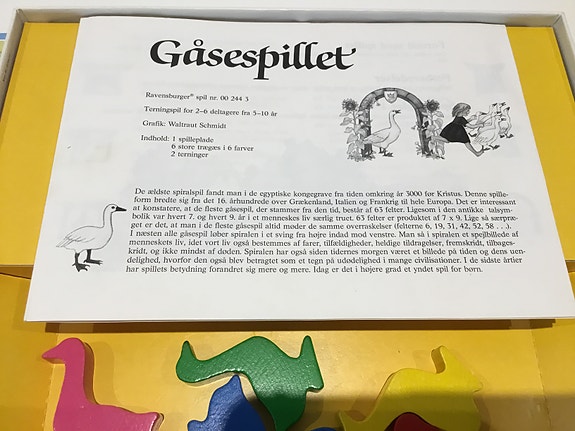 Gåsespillet
Ravensburger® spil nr. 00 244 3
Terningspil for 2–6 deltagere fra 5–10 år
Grafik: Waltraut Schmidt
Indhold: 1 spilleplade
6 store trægæs i 6 farver
2 terninger
De ældste spiralspil fandt man i de egyptiske kongegrave fra tiden omkring år 3000 før Kristus. Denne spille-
form bredte sig fra det 16. århundrede over Grækenland, Italien og Frankrig til hele Europa. Det er interessant
at konstatere, at de fleste gåsespil, der stammer fra den tid, består af 63 felter. Ligesom i den antikke talsym-
bolik var hvert 7. og hvert 9. år i et menneskes liv særlig truet. 63 felter er produktet af 7 x 9. Lige så særpræ-
get er det, at man i de fleste gåsespil altid møder de samme overraskelser (felterne 6, 19, 31, 42, 52, 58 . . .).
I næsten alle gåsespil løber spiralen i et sving fra højre indad mod venstre. Man så i spiralen et spejlbillede af
menneskets liv, idet vort liv også bestemmes af farer, tilfældigheder, heldige tildragelser, fremskridt, tilbages-
kridt, og ikke mindst af døden. Spiralen har også siden tidernes morgen været et billede på tiden og dens uen-
delighed, hvorfor den også blev betragtet som et tegn på udødelighed i mange civilisationer. I de sidste årtier
har spillets betydning forandret sig mere og mere. Idag er det i højere grad et yndet spil for børn.